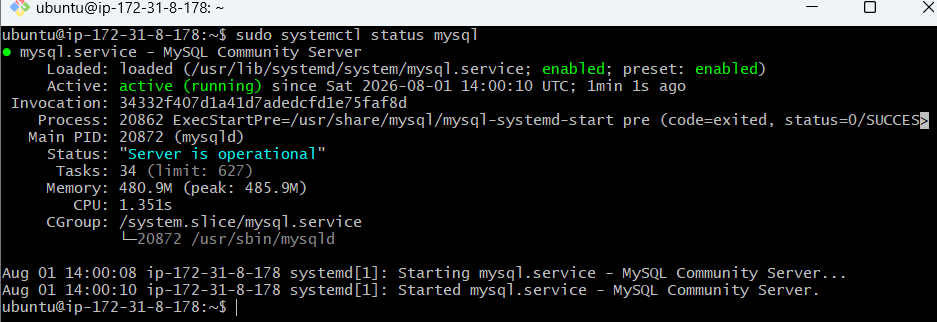 ubuntu@ip-172-31-8-178: ~
ubuntu@ip-172-31-8-178:~$ sudo systemctl status mysql
● mysql.service - MySQL Community Server
Loaded: loaded (/usr/lib/systemd/system/mysql.service; enabled; preset: enabled)
Active: active (running) since Sat 2026-08-01 14:00:10 UTC; 1min 1s ago
Invocation: 34332f407d1a41d7adedcfd1e75faf8d
Process: 20862 ExecStartPre=/usr/share/mysql/mysql-systemd-start pre (code=exited, status=0/SUCCES>
Main PID: 20872 (mysqld)
Status: "Server is operational"
Tasks: 34 (limit: 627)
Memory: 480.9M (peak: 485.9M)
CPU: 1.351s
CGroup: /system.slice/mysql.service
└─20872 /usr/sbin/mysqld
Aug 01 14:00:08 ip-172-31-8-178 systemd[1]: Starting mysql.service - MySQL Community Server...
Aug 01 14:00:10 ip-172-31-8-178 systemd[1]: Started mysql.service - MySQL Community Server.
ubuntu@ip-172-31-8-178:~$